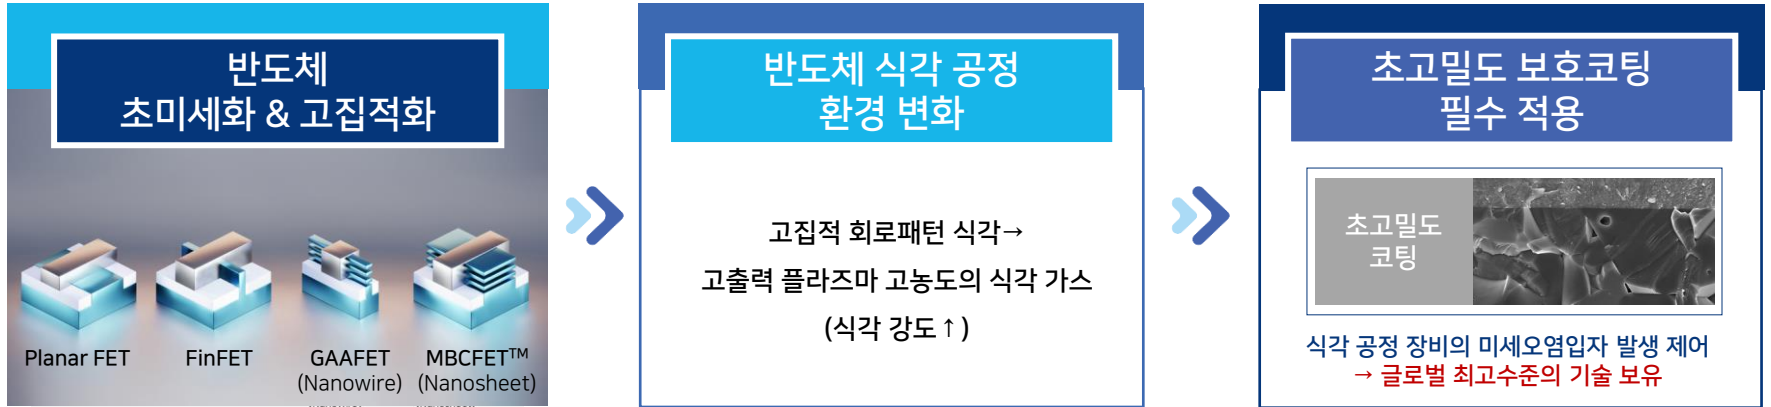 반도체
초미세화 & 고집적화
Planar FET
FinFET
GAAFET
(Nanowire)
MBCFET™
(Nanosheet)
반도체 식각 공정
환경 변화
고집적 회로패턴 식각→
고출력 플라즈마 고농도의 식각 가스
(식각 강도↑)
초고밀도 보호코팅
필수 적용
초고밀도
코팅
식각 공정 장비의 미세오염입자 발생 제어
→ 글로벌 최고수준의 기술 보유